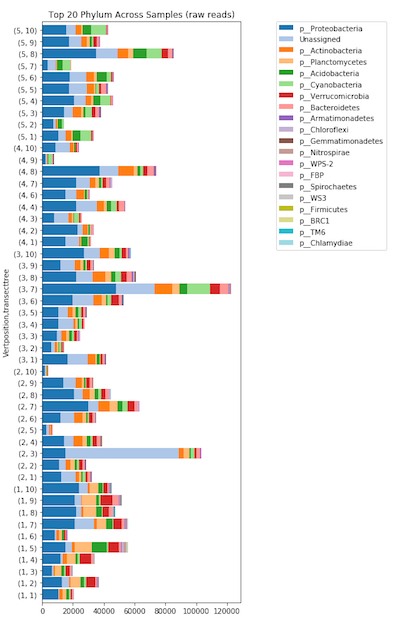 Top 20 Phylum Across Samples (raw reads)
(5, 10)
(5, 9)
(5, 8)
(5, 7)
(5, 6)
(5, 5)
(5, 4)
(5, 3)
(5, 2)
(5, 1)
(4, 10)
(4, 9)
(4, 8)
(4, 7)
(4, 6)
(4, 4)
(4, 3)
(4, 2)
(4, 1)
(3, 10)
(3, 9)
(3, 8)
(3, 7)
(3, 6)
(3, 5)
(3, 4)
(3, 3)
(3, 2)
(3, 1)
(2, 10)
(2, 9)
(2, 8)
(2, 7)
(2, 6)
(2, 5)
(2, 4)
(2, 3)
(2, 2)
(2, 1)
(1, 10)
(1, 9)
(1, 8)
(1, 7)
(1, 6)
(1, 5)
(1, 4)
(1, 3)
(1, 2)
(1, 1)
Vertposition,transecttree
0 20000 40000 60000 80000 100000 120000
p__Proteobacteria
Unassigned
p__Actinobacteria
p__Planctomycetes
p__Acidobacteria
p__Cyanobacteria
p__Verrucomicrobia
p__Bacteroidetes
p__Armatimonadetes
p__Chloroflexi
p__Gemmatimonadetes
p__Nitrospirae
p__WPS-2
p__FBP
p__Spirochaetes
p__WS3
p__Firmicutes
p__BRC1
p__TM6
p__Chlamydiae